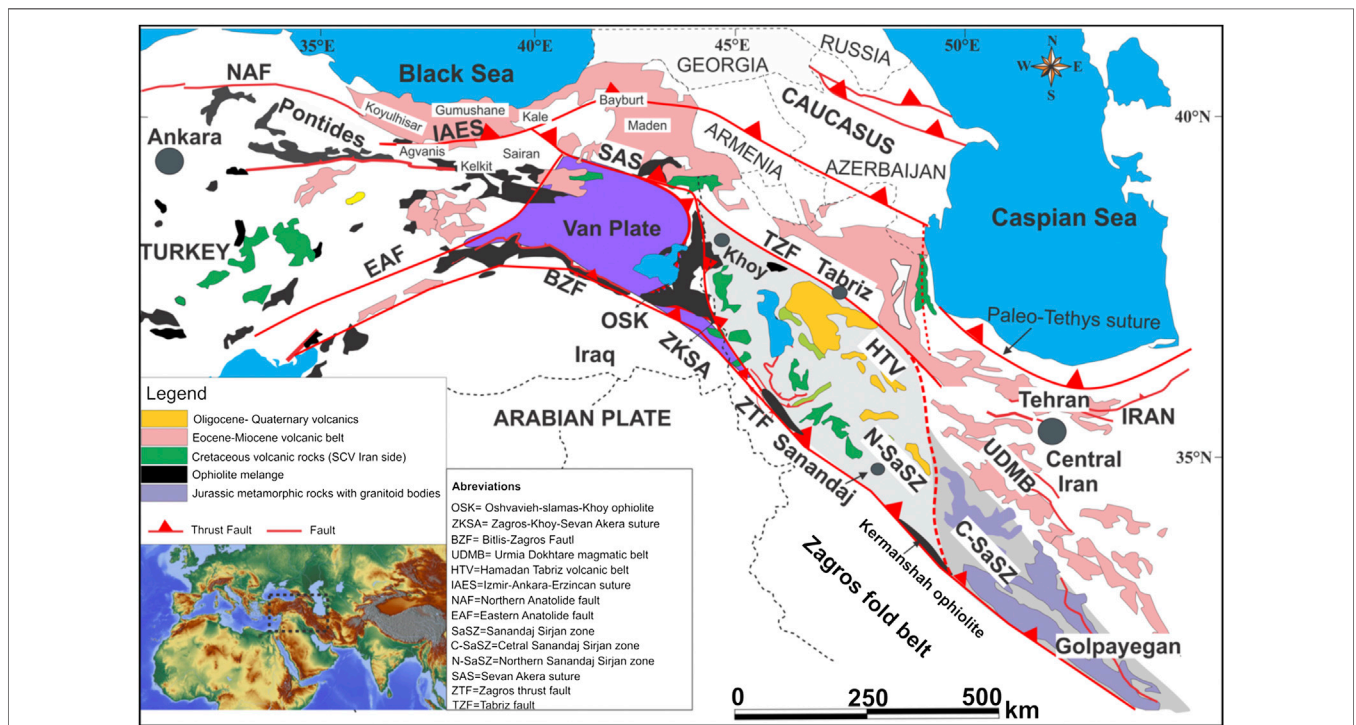 35°E
40°E
45°E
50°E
N
W
E
S
RUSSIA
GEORGIA
NAF
Black Sea
CAUCASUS
40°N
Koyulhisar
Gumushane
Kale
Bayburt
Maden
Pontides
IAES
Ankara
Agvanis
Sairan
Kelkit
SAS
ARMENIA
AZERBAIJAN
Caspian Sea
Van Plate
TURKEY
EAF
Khoy
TZF
Tabriz
BZF
OSK
Paleo-Tethys suture
Iraq
ZKSA
HTV
ARABIAN PLATE
ZTF
Sanandaj
N-SaSZ
Tehran
IRAN
Central
Iran
UDMB
35°N
Kermanshah ophiolite
C-SaSZ
Zagros fold belt
Golpayegan
Legend
Oligocene- Quaternary volcanics
Eocene-Miocene volcanic belt
Cretaceous volcanic rocks (SCV Iran side)
Ophiolite melange
Jurassic metamorphic rocks with granitoid bodies
Thrust Fault
Fault
Abreviations
OSK= Oshvavieh-slamas-Khoy ophiolite
ZKSA= Zagros-Khoy-Sevan Akera suture
BZF= Bitlis-Zagros Fautl
UDMB= Urmia Dokhtare magmatic belt
HTV=Hamadan Tabriz volcanic belt
IAES=Izmir-Ankara-Erzincan suture
NAF=Northern Anatolide fault
EAF=Eastern Anatolide fault
SaSZ=Sanandaj Sirjan zone
C-SaSZ=Cetral Sanandaj Sirjan zone
N-SaSZ=Northern Sanandaj Sirjan zone
SAS=Sevan Akera suture
ZTF=Zagros thrust fault
TZF=Tabriz fault
0
250
500
km